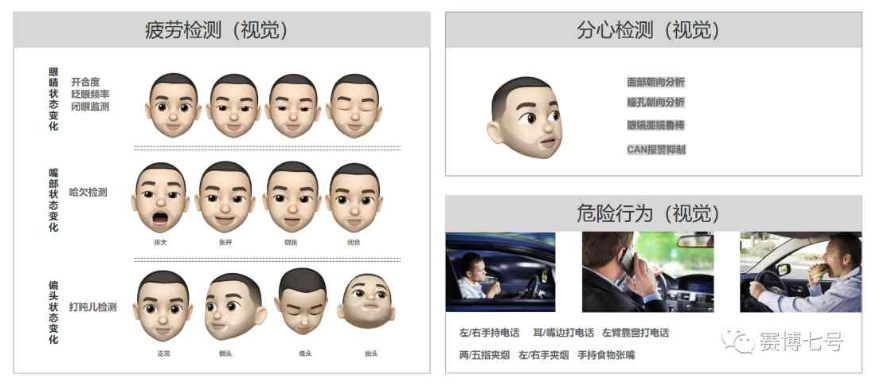 疲劳检测（视觉）
眼睛状态变化
开合度
眨眼频率
闭眼监测
嘴部状态变化
哈欠检测
张大
张开
微张
闭合
偏头状态变化
打盹儿检测
正常
侧头
低头
抬头
分心检测（视觉）
面部朝向分析
瞳孔朝向分析
眼镜面镜鲁棒
CAN报警抑制
危险行为（视觉）
左/右手持电话 耳/嘴边打电话 左臂靠窗打电话
两/五指夹烟 左/右手夹烟 手持食物张嘴
赛博七号